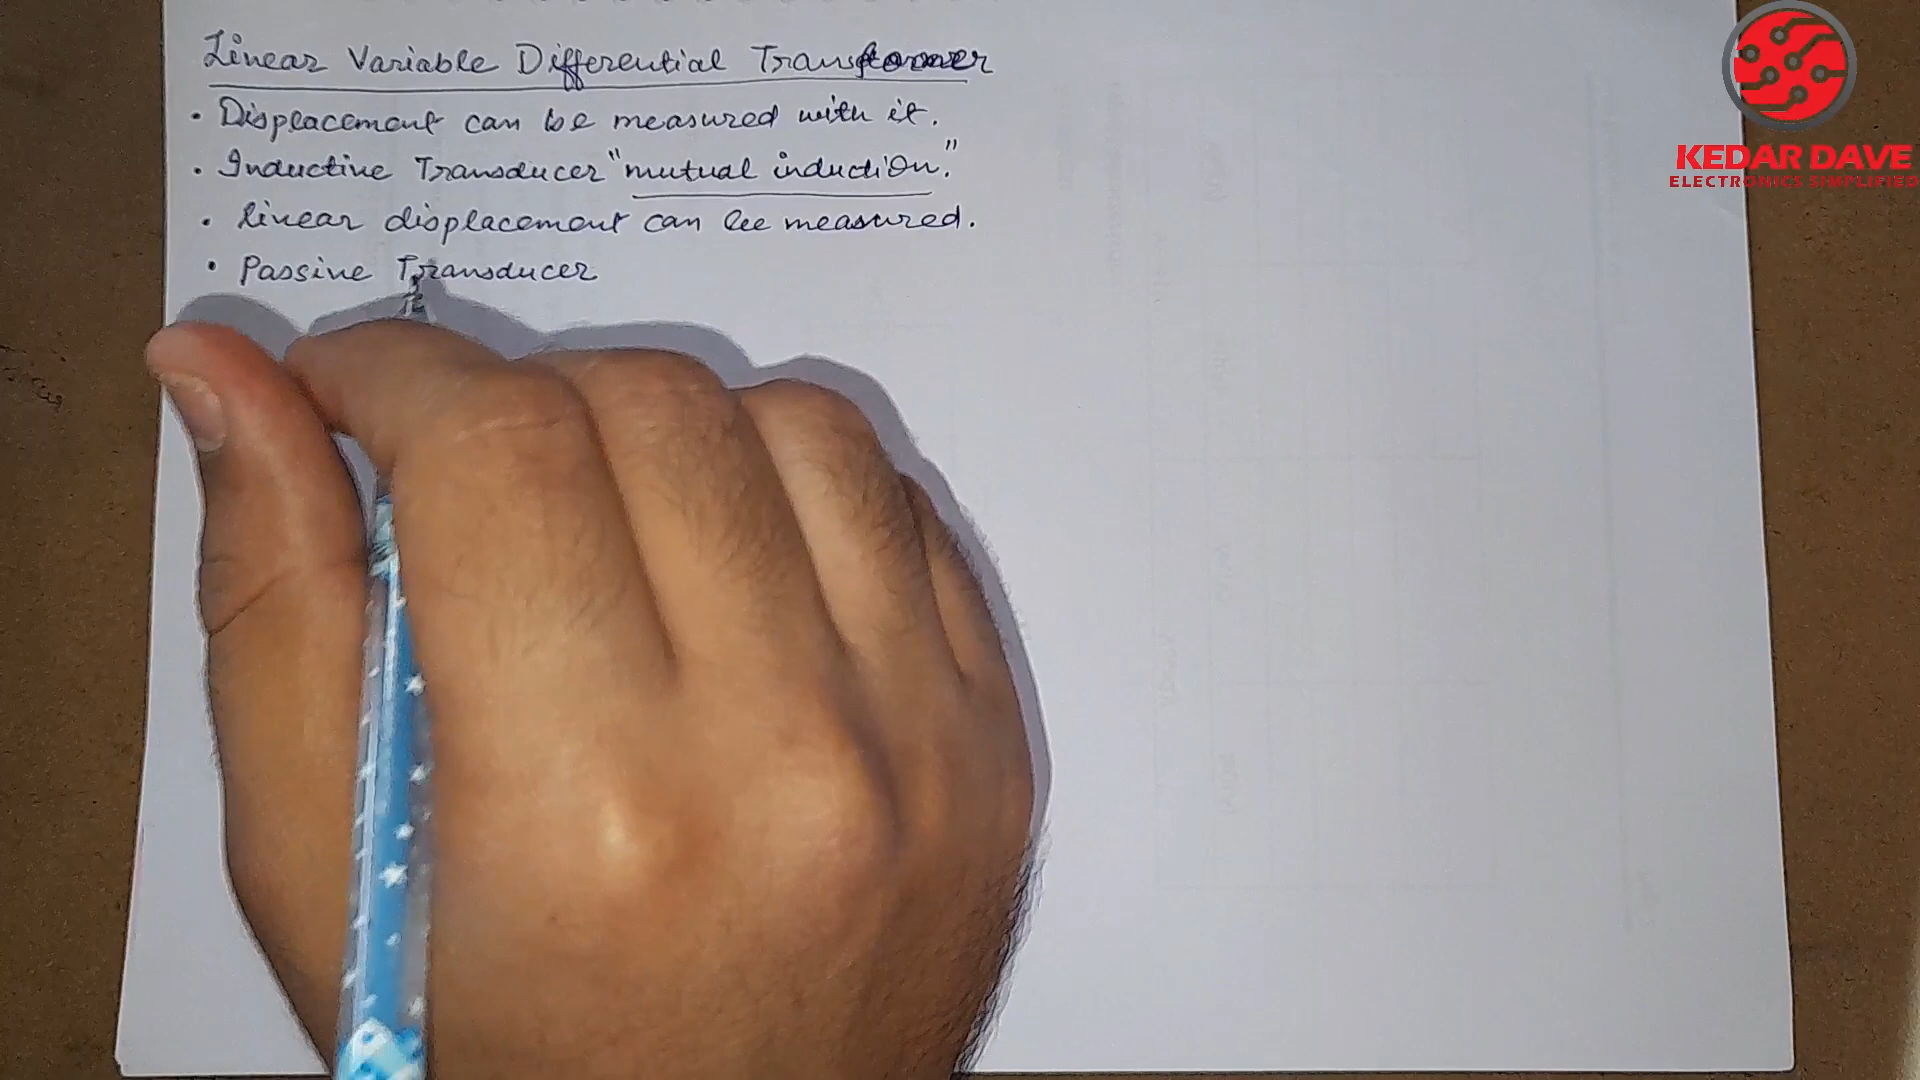 Linear Variable Differential Transformer
• Displacement can be measured with it.
• Inductive Transducer "mutual induction."
• linear displacement can be measured.
• Passive Transducer
KEDAR DAVE
ELECTRONICS SIMPLIFIED